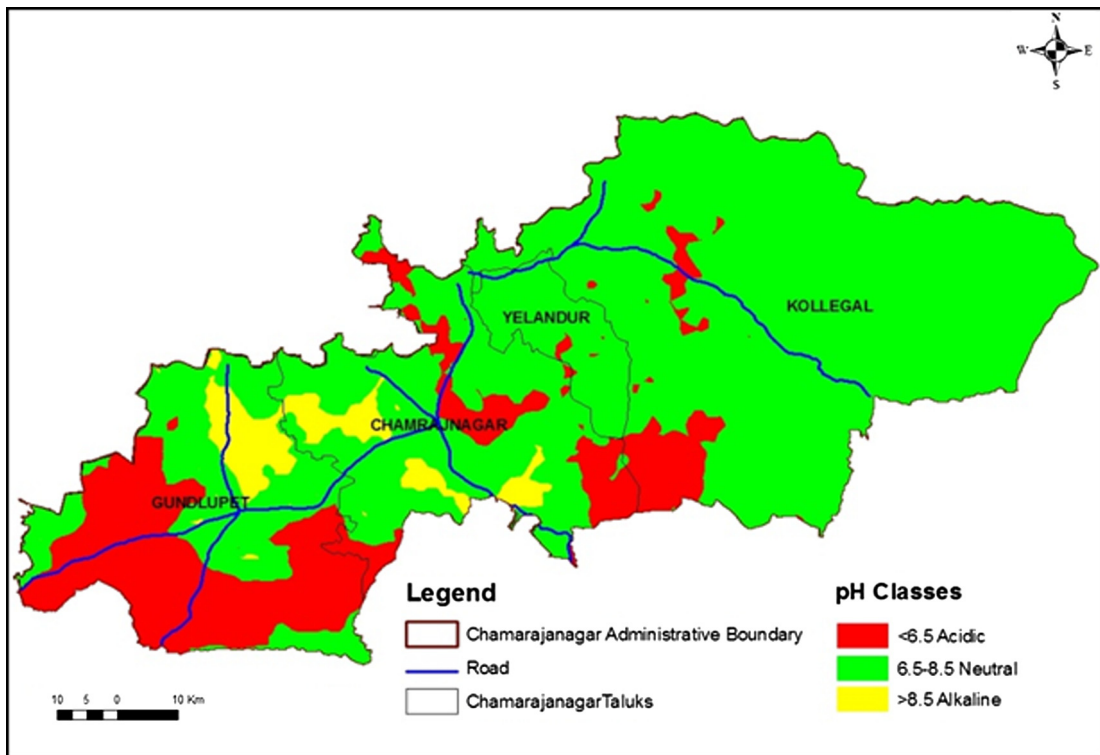 N
W E
S
KOLLEGAL
YELANDUR
CHAMRAJNAGAR
GUNDLUPET
Legend
Chamarajanagar Administrative Boundary
Road
ChamarajanagarTaluks
pH Classes
<6.5 Acidic
6.5-8.5 Neutral
>8.5 Alkaline
10 5 0 10 Km